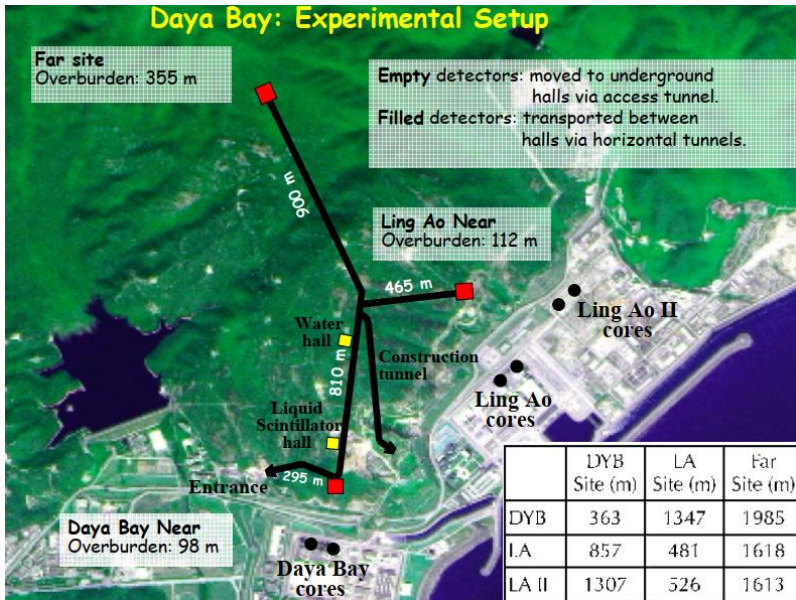 Daya Bay: Experimental Setup
Far site
Overburden: 355 m
Empty detectors: moved to underground
halls via access tunnel.
Filled detectors: transported between
halls via horizontal tunnels.
900 m
Ling Ao Near
Overburden: 112 m
465 m
Ling Ao II
cores
Water
hall
810 m
Construction
tunnel
Ling Ao
cores
Liquid
Scintillator
hall
295 m
Entrance
Daya Bay Near
Overburden: 98 m
Daya Bay
cores
DYB Site (m) LA Site (m) Far Site (m)
DYB 363 1347 1985
LA 857 481 1618
LA II 1307 526 1613